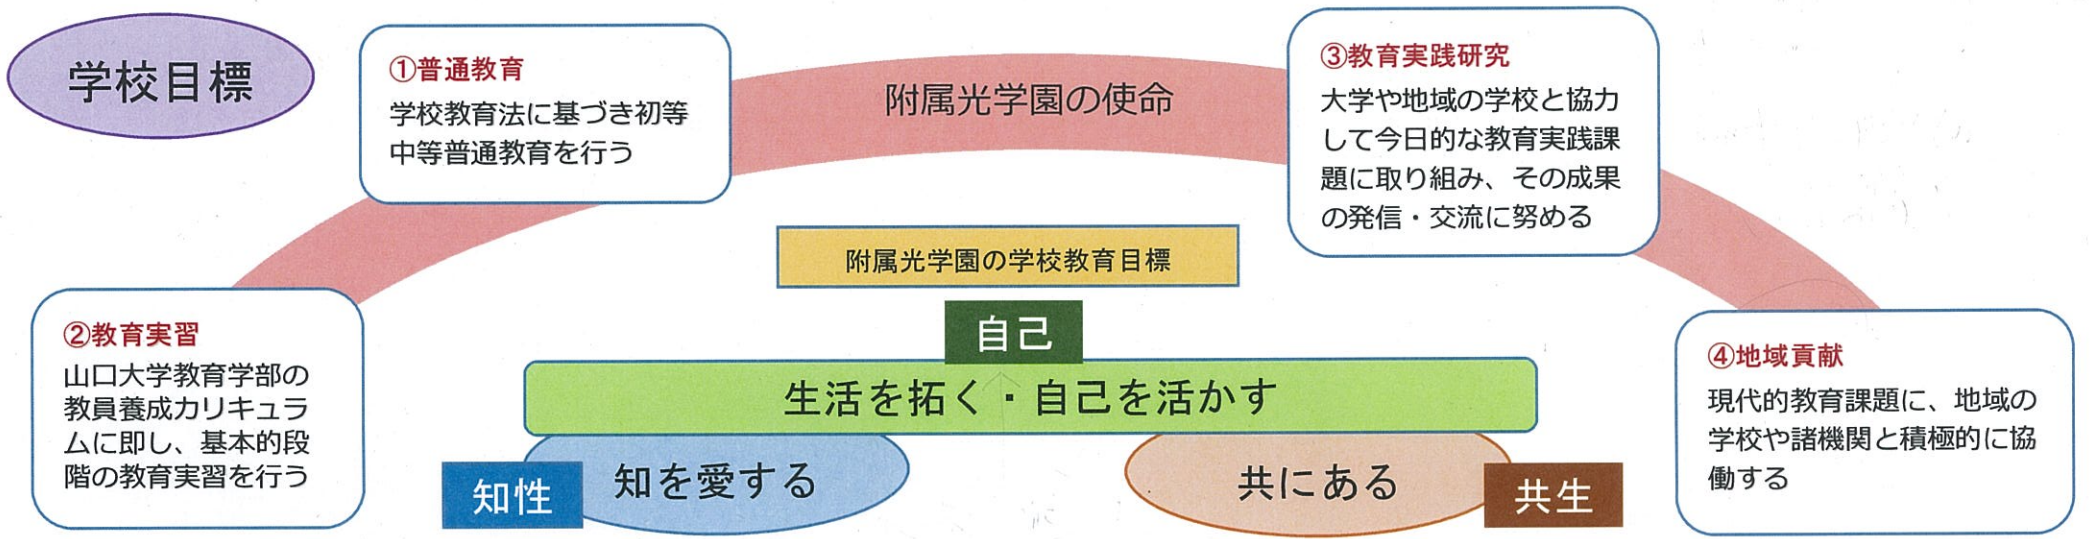 学校目標
①普通教育
学校教育法に基づき初等
中等普通教育を行う
附属光学園の使命
③教育実践研究
大学や地域の学校と協力
して今日的な教育実践課
題に取り組み、その成果
の発信・交流に努める
②教育実習
山口大学教育学部の
教員養成カリキュラ
ムに即し、基本的段
階の教育実習を行う
附属光学園の学校教育目標
自己
生活を拓く・自己を活かす
知性
知を愛する
共にある
共生
④地域貢献
現代的教育課題に、地域の
学校や諸機関と積極的に協
働する